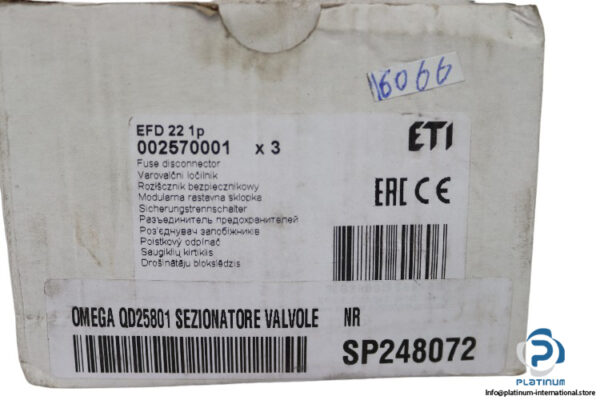 16066
EFD 22 1p
002570001 x 3
Fuse disconnector
Varovalčni ločilnik
Rozłącznik bezpiecznikowy
Modularna rastavna sklopka
Sicherungstrennschalter
Разъединитель предохранителей
Роз'єднувач запобіжників
Poistkový odpínač
Saugiklių kirtiklis
Drošinātāju bloksledzis
ETI
EAC CE
OMEGA QD25801 SEZIONATORE VALVOLE NR
SP248072
PLATINUM
Info@platinum-international.store